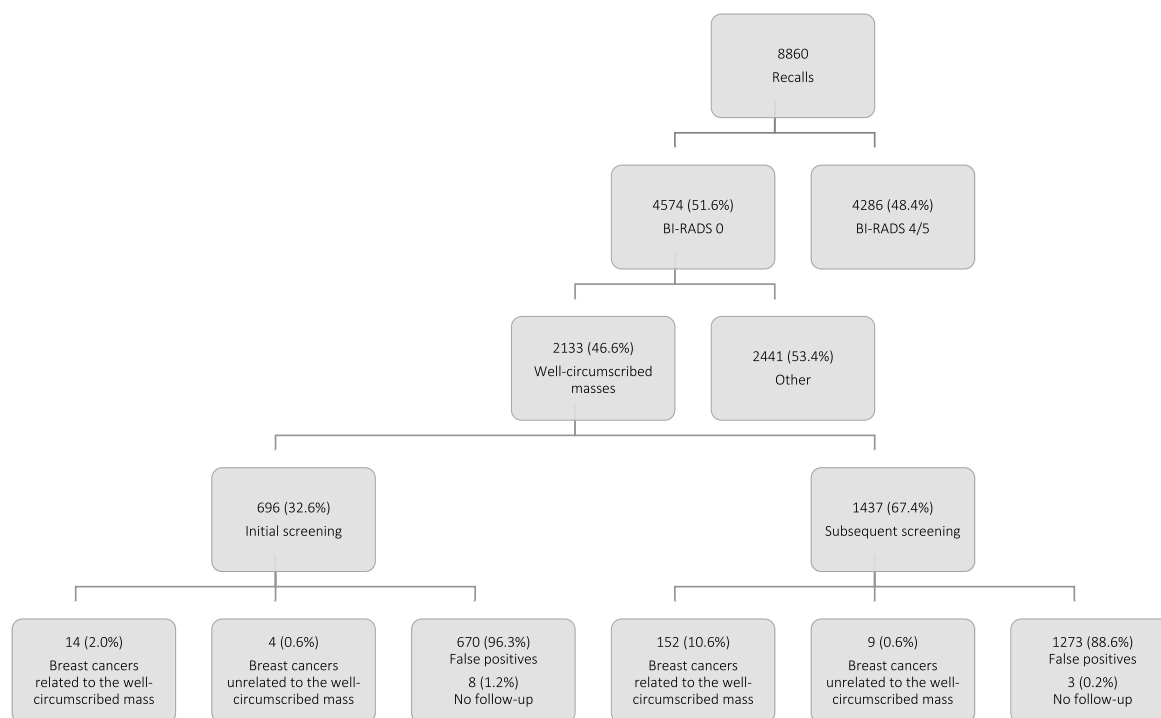 8860
Recalls
4574 (51.6%)
BI-RADS 0
4286 (48.4%)
BI-RADS 4/5
2133 (46.6%)
Well-circumscribed
masses
2441 (53.4%)
Other
696 (32.6%)
Initial screening
1437 (67.4%)
Subsequent screening
14 (2.0%)
Breast cancers
related to the well-
circumscribed mass
4 (0.6%)
Breast cancers
unrelated to the well-
circumscribed mass
670 (96.3%)
False positives
8 (1.2%)
No follow-up
152 (10.6%)
Breast cancers
related to the well-
circumscribed mass
9 (0.6%)
Breast cancers
unrelated to the well-
circumscribed mass
1273 (88.6%)
False positives
3 (0.2%)
No follow-up